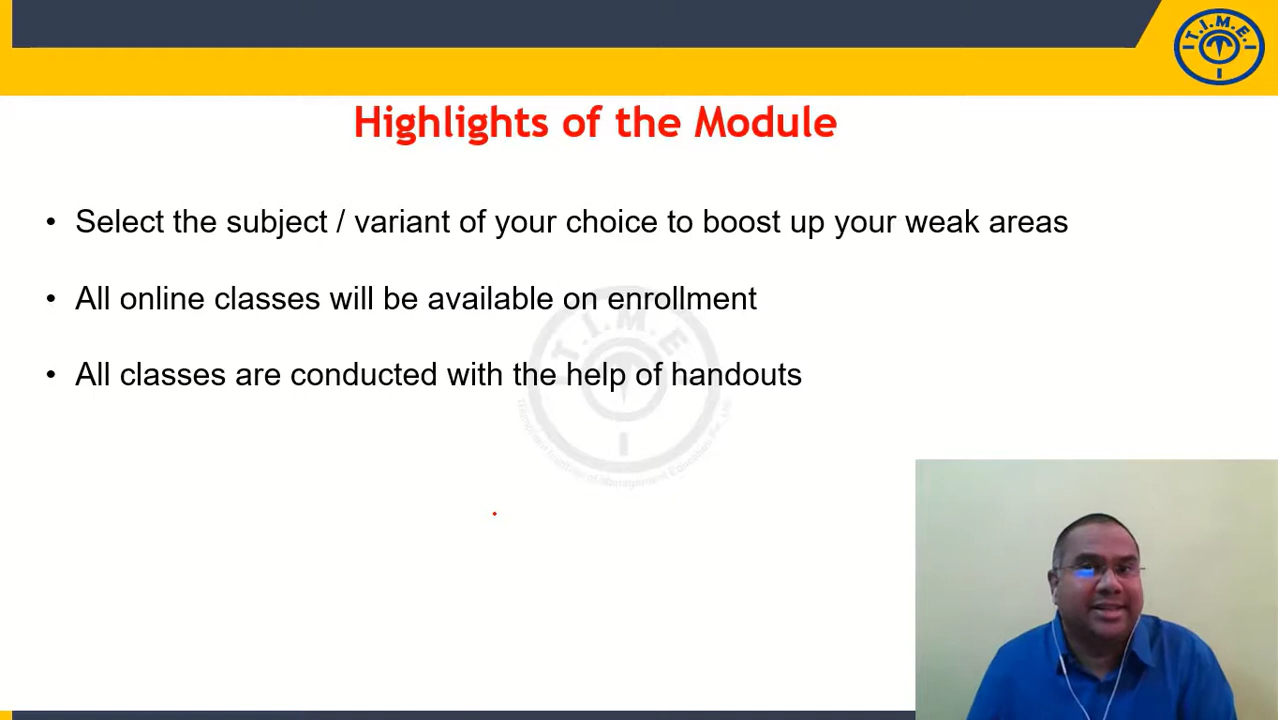 T.I.M.E.
Highlights of the Module
• Select the subject / variant of your choice to boost up your weak areas
• All online classes will be available on enrollment
• All classes are conducted with the help of handouts
T.I.M.E.